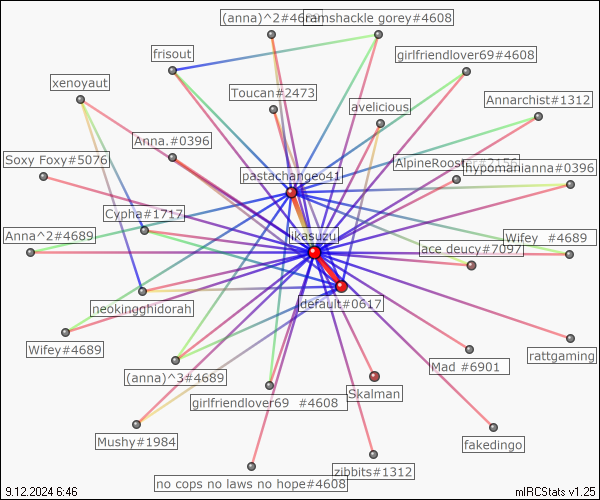 (anna)^2#4689
ramshackle gorey#4608
frisout
girlfriendlover69#4608
xenoyaut
Toucan#2473
avelicious
Annarchist#1312
Anna.#0396
Soxy Foxy#5076
AlpineRooster#2156
hypomanianna#0396
pastachangeo41
Cypha#1717
Anna^2#4689
ikasuzu
ace deucy#7097
Wifey #4689
neokingghidorah
default#0617
Wifey#4689
(anna)^3#4689
Mad #6901
rattgaming
girlfriendlover69 #4608
Skalman
Mushy#1984
fakedingo
no cops no laws no hope#4608
zibbits#1312
9.12.2024 6:46
mIRCStats v1.25